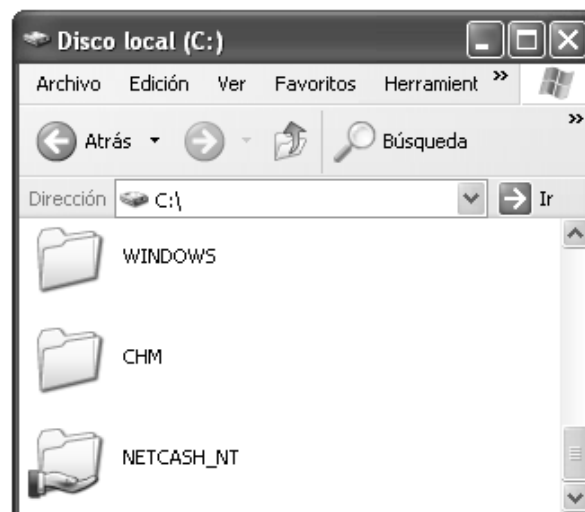 Disco local (C:)
Archivo Edición Ver Favoritos Herramient »
Atrás Búsqueda »
Dirección C:\ Ir
WINDOWS
CHM
NETCASH_NT